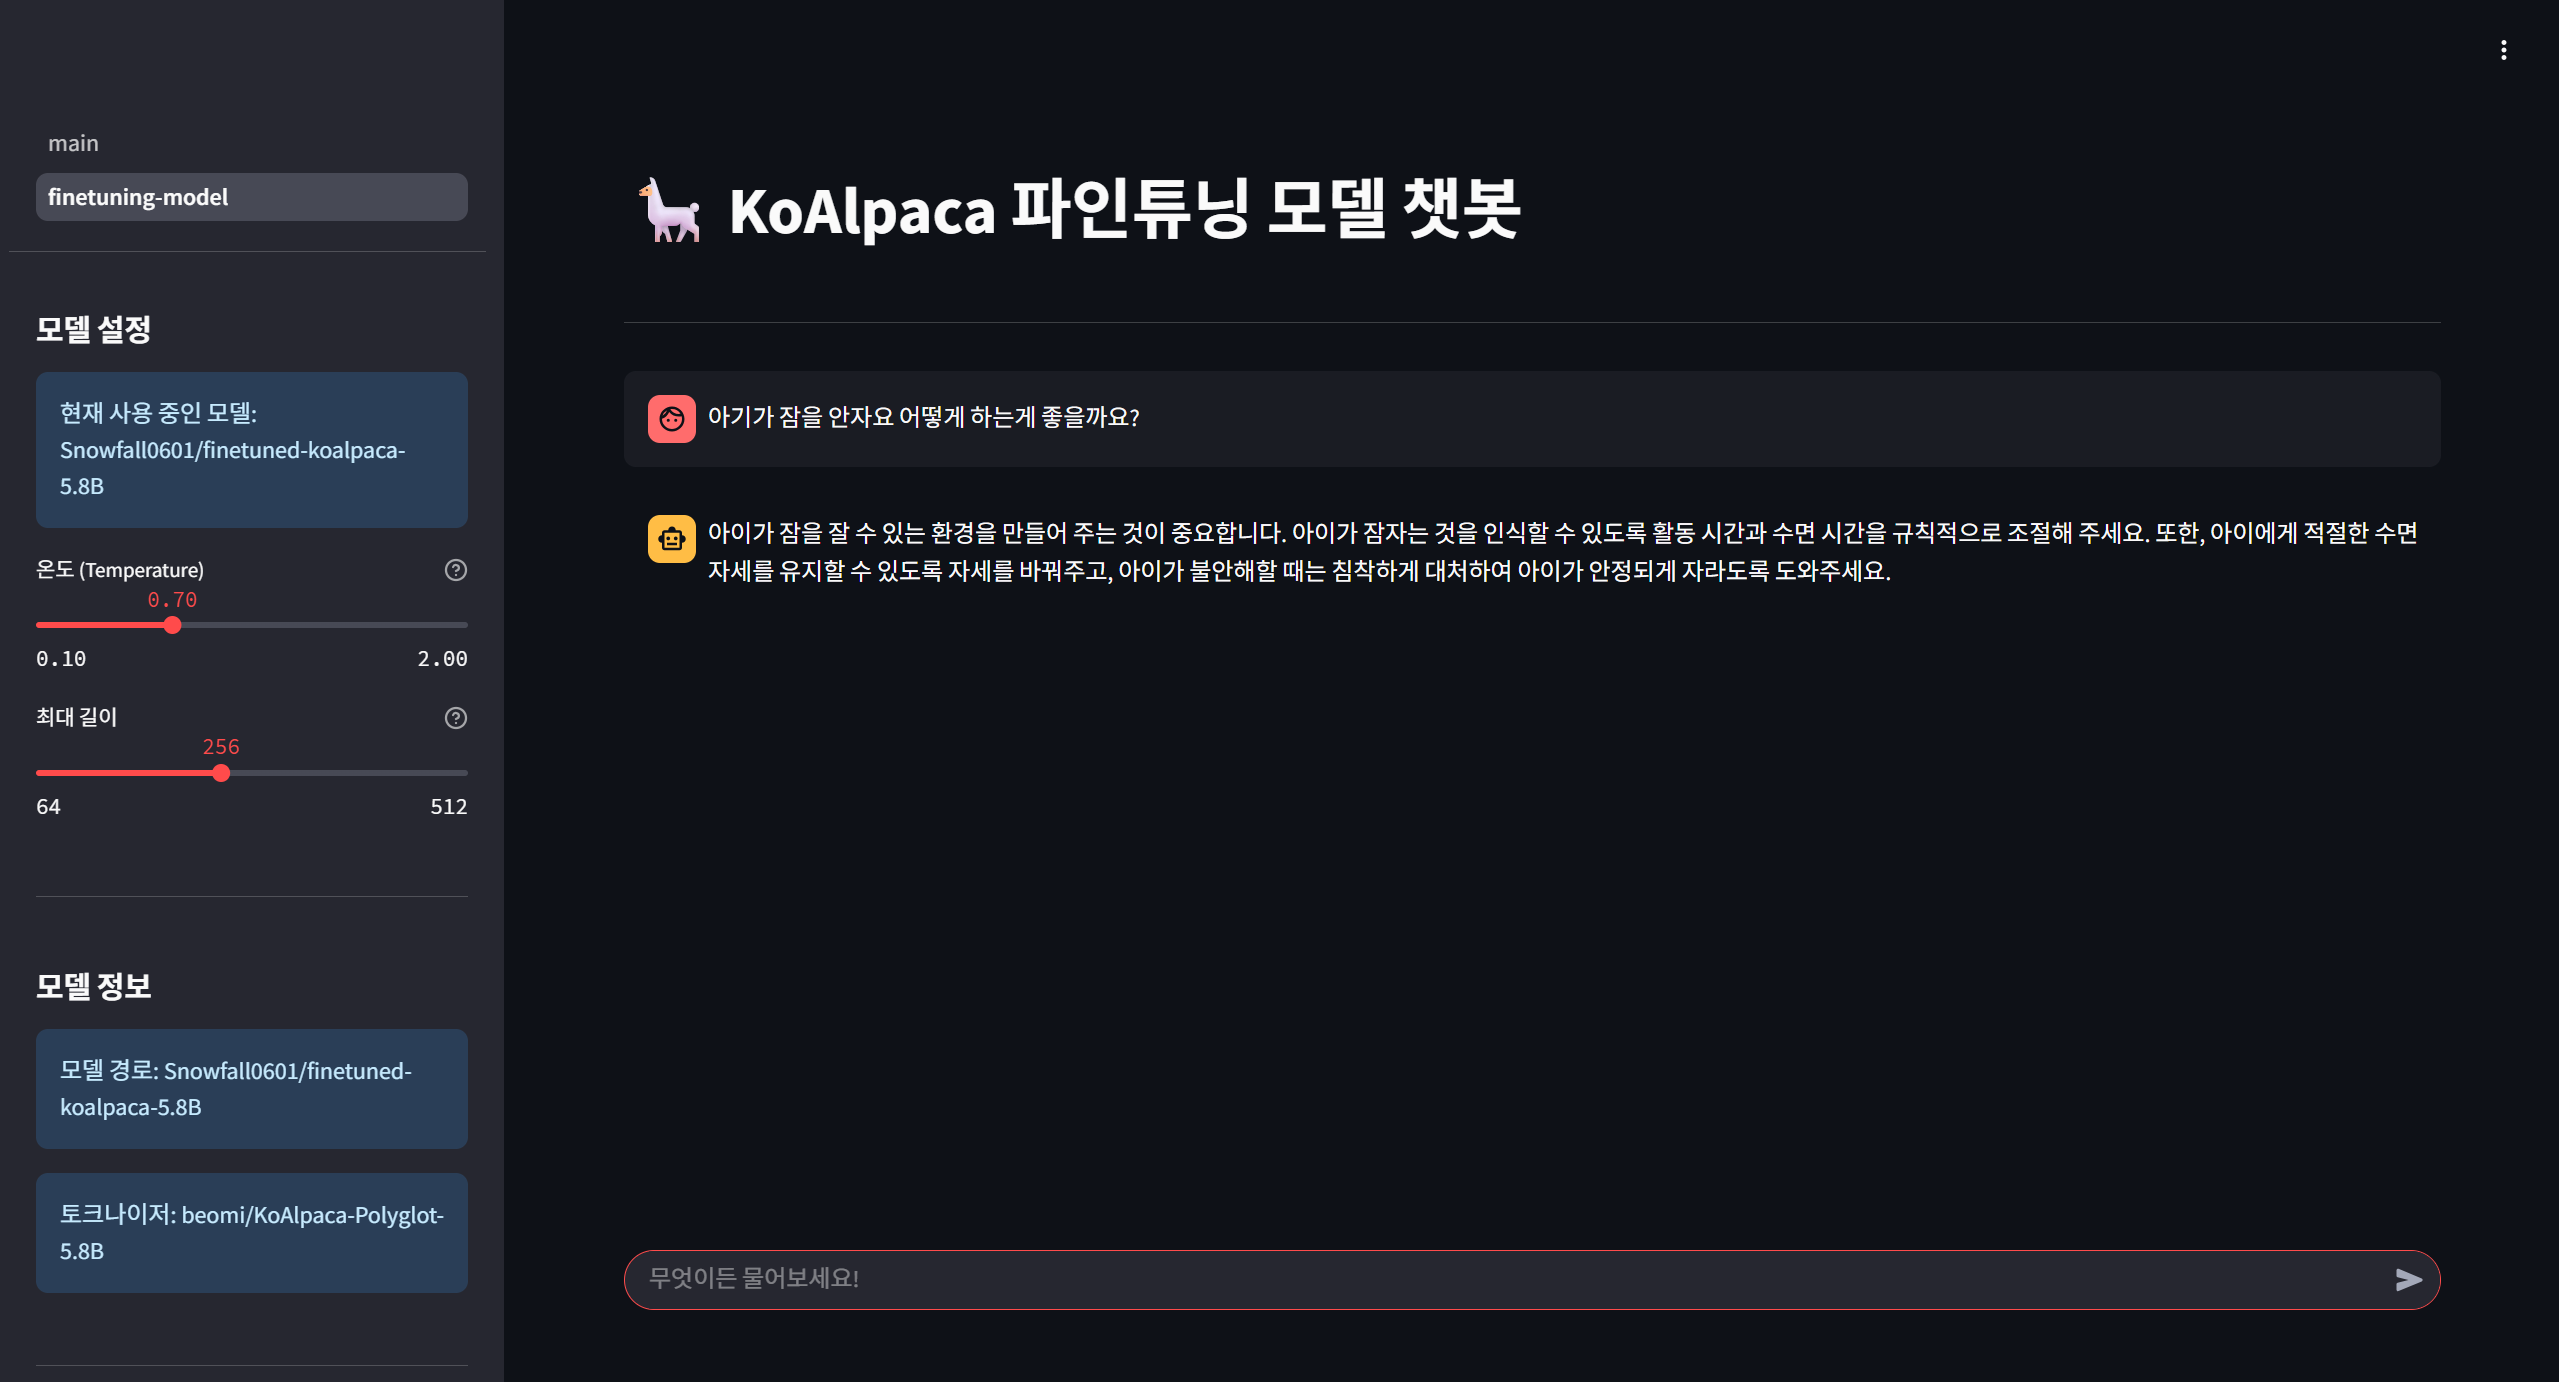 main
finetuning-model
모델 설정
현재 사용 중인 모델:
Snowfall0601/finetuned-koalpaca-
5.8B
온도 (Temperature)
0.70
0.10 2.00
최대 길이
256
64 512
모델 정보
모델 경로: Snowfall0601/finetuned-
koalpaca-5.8B
토크나이저: beomi/KoAlpaca-Polyglot-
5.8B
KoAlpaca 파인튜닝 모델 챗봇
아기가 잠을 안자요 어떻게 하는게 좋을까요?
아이가 잠을 잘 수 있는 환경을 만들어 주는 것이 중요합니다. 아이가 잠자는 것을 인식할 수 있도록 활동 시간과 수면 시간을 규칙적으로 조절해 주세요. 또한, 아이에게 적절한 수면
자세를 유지할 수 있도록 자세를 바꿔주고, 아이가 불안해할 때는 침착하게 대처하여 아이가 안정되게 자라도록 도와주세요.
무엇이든 물어보세요!